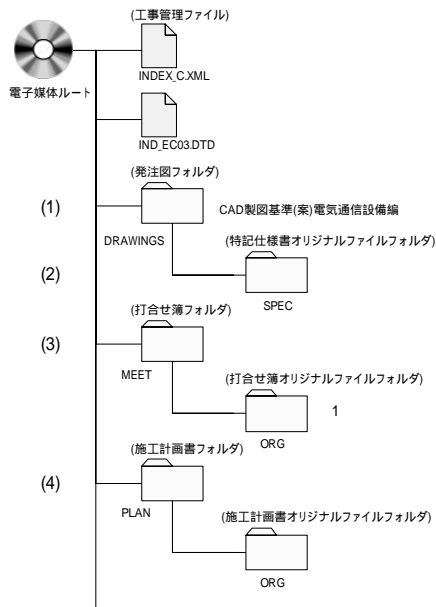 (工事管理ファイル)
INDEX_C.XML
電子媒体ルート
IND_EC03.DTD
(発注図フォルダ)
(1)
CAD製図基準(案)電気通信設備編
DRAWINGS
(特記仕様書オリジナルファイルフォルダ)
(2)
SPEC
(打合せ簿フォルダ)
(3)
MEET
(打合せ簿オリジナルファイルフォルダ)
1
ORG
(施工計画書フォルダ)
(4)
PLAN
(施工計画書オリジナルファイルフォルダ)
ORG